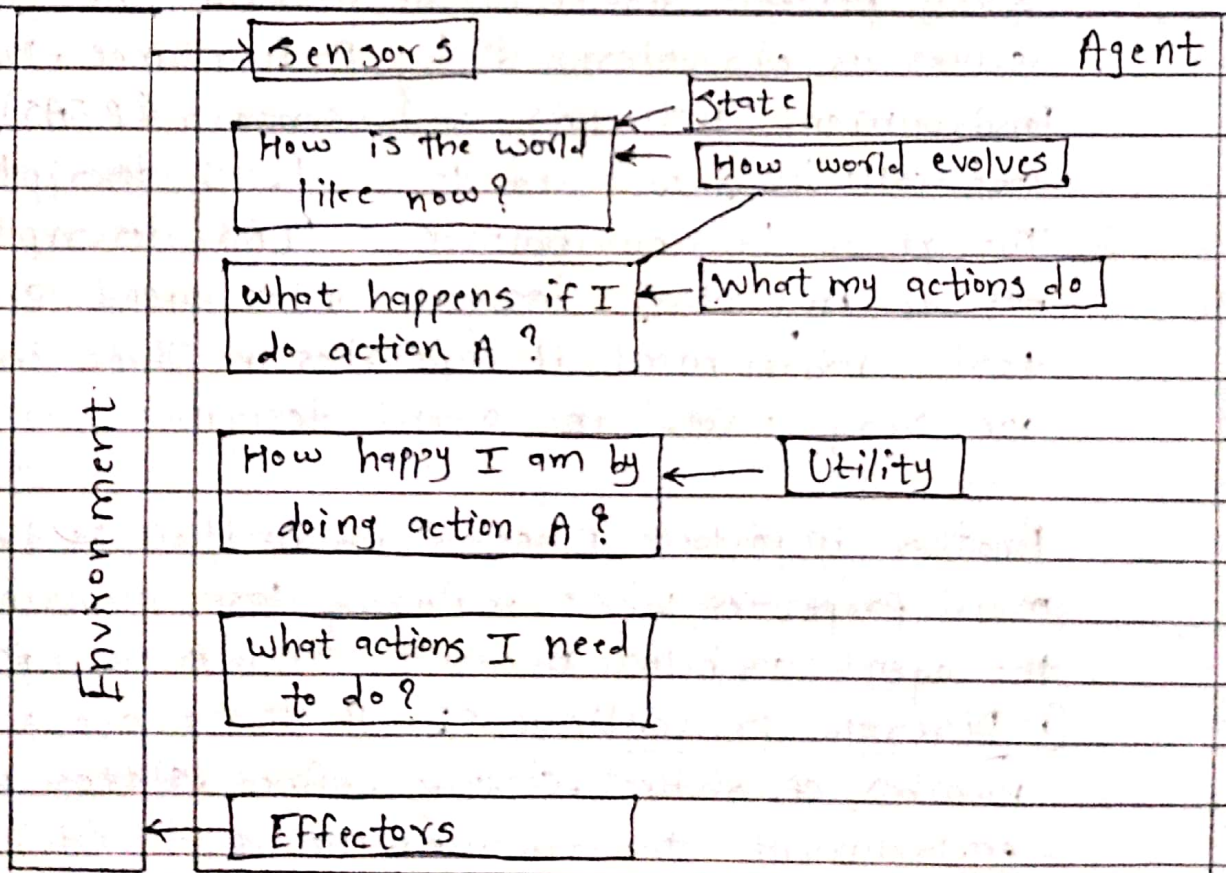 Sensors
Agent
State
How is the world
like now?
How world evolves
What happens if I
do action A ?
What my actions do
How happy I am by
doing action A ?
Utility
What actions I need
to do ?
Effectors
Environment